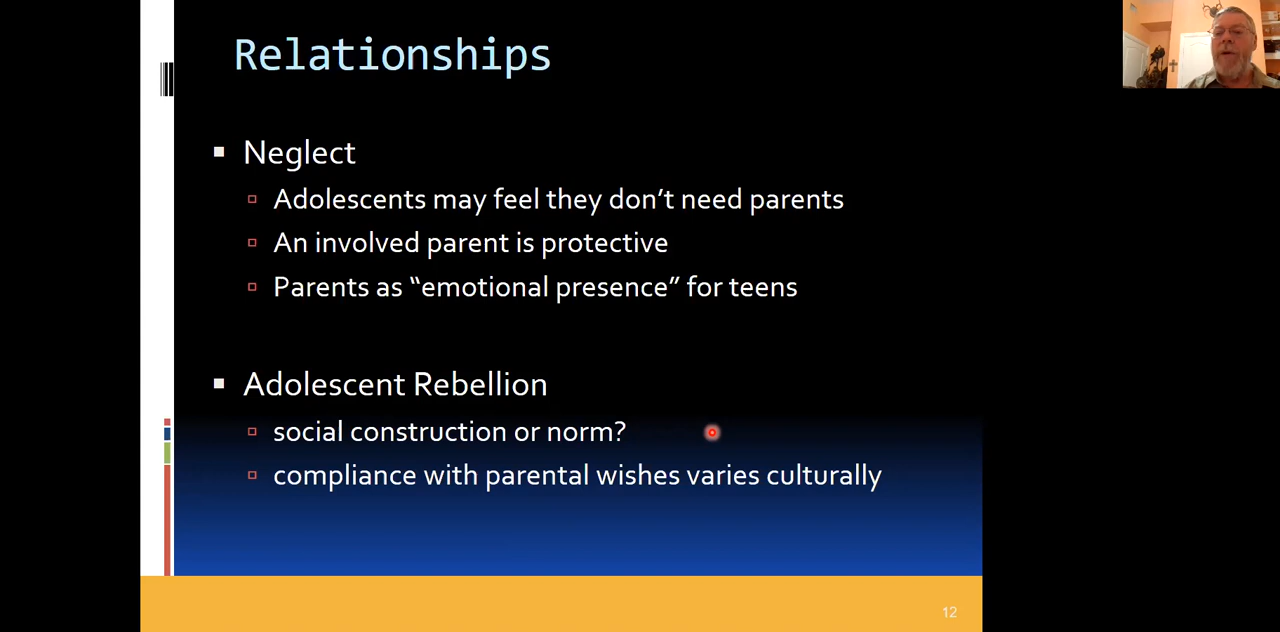 Relationships
Neglect
Adolescents may feel they don’t need parents
An involved parent is protective
Parents as “emotional presence” for teens
Adolescent Rebellion
social construction or norm?
compliance with parental wishes varies culturally
12